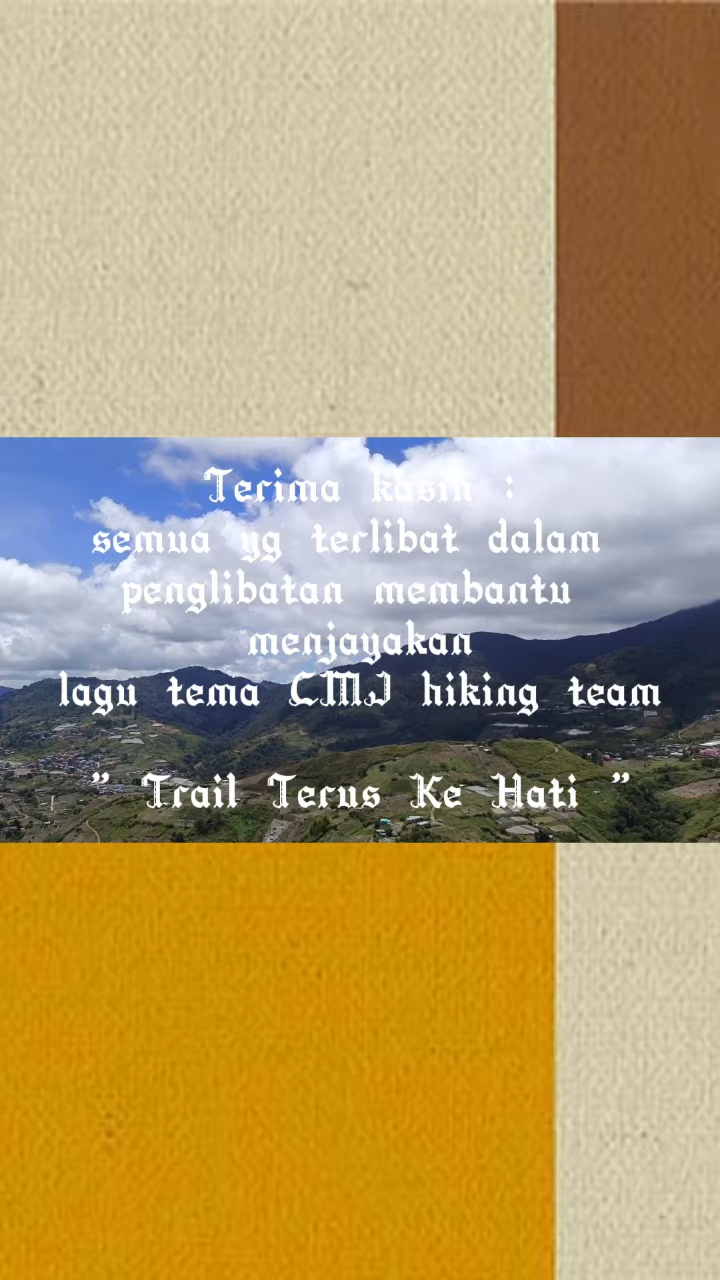 Terima kasih :
semua yg terlibat dalam
penglibatan membantu
menjayakan
lagu tema CMJ hiking team
" Trail Terus Ke Hati "